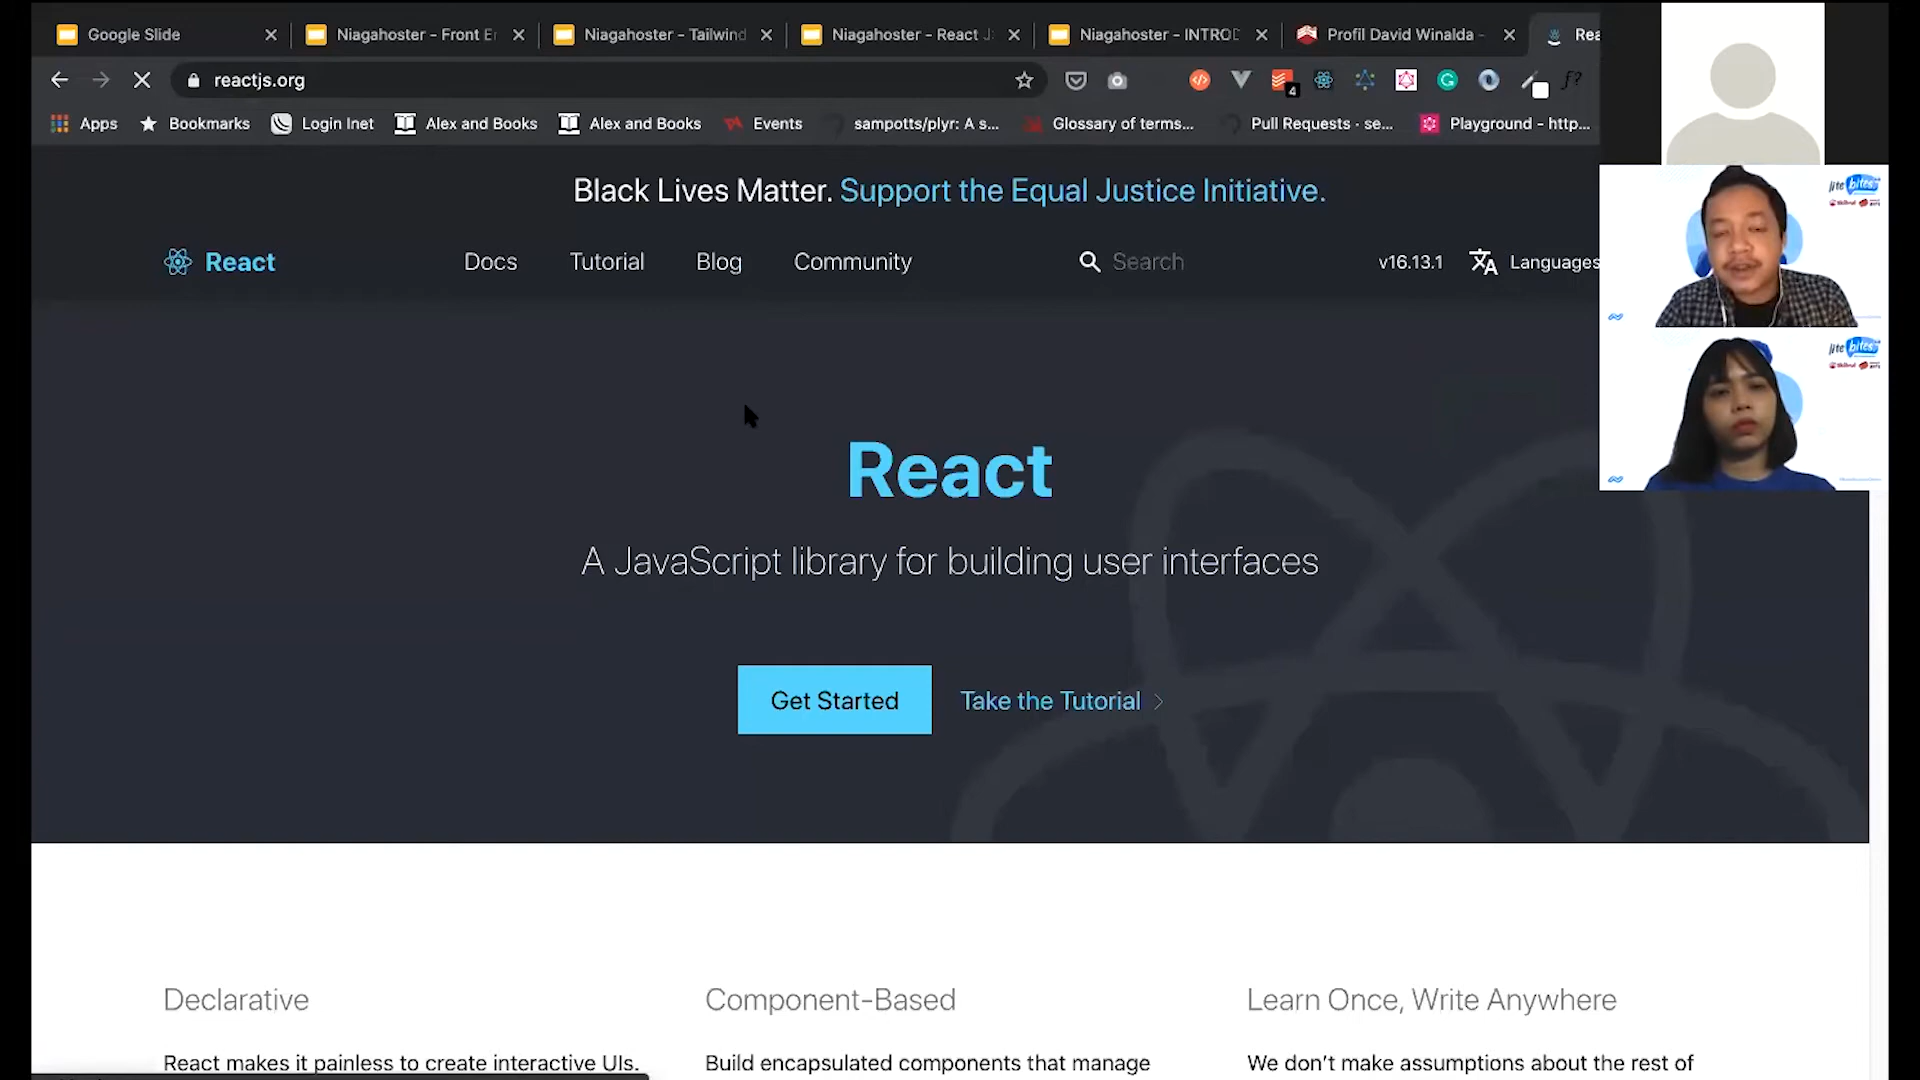 Google Slide
Niagahoster - Front E
Niagahoster - Tailwind
Niagahoster - React J
Niagahoster - INTROD
Profil David Winalda -
Rea
reactjs.org
4
ƒ?
Apps
Bookmarks
Login Inet
Alex and Books
Alex and Books
Events
sampotts/plyr: A s...
Glossary of terms...
Pull Requests · se...
Playground - http...
Black Lives Matter. Support the Equal Justice Initiative.
React
Docs
Tutorial
Blog
Community
Search
v16.13.1
Languages
lite bites
lite bites
React
A JavaScript library for building user interfaces
Get Started
Take the Tutorial
Declarative
Component-Based
Learn Once, Write Anywhere
React makes it painless to create interactive UIs.
Build encapsulated components that manage
We don't make assumptions about the rest of